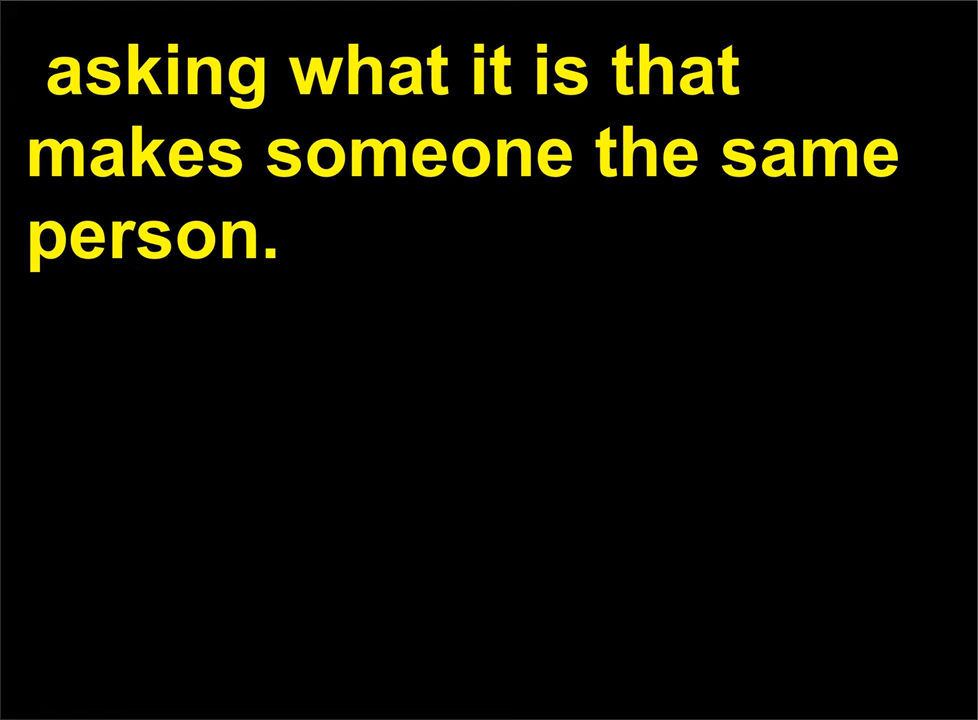 asking what it is that
makes someone the same
person.